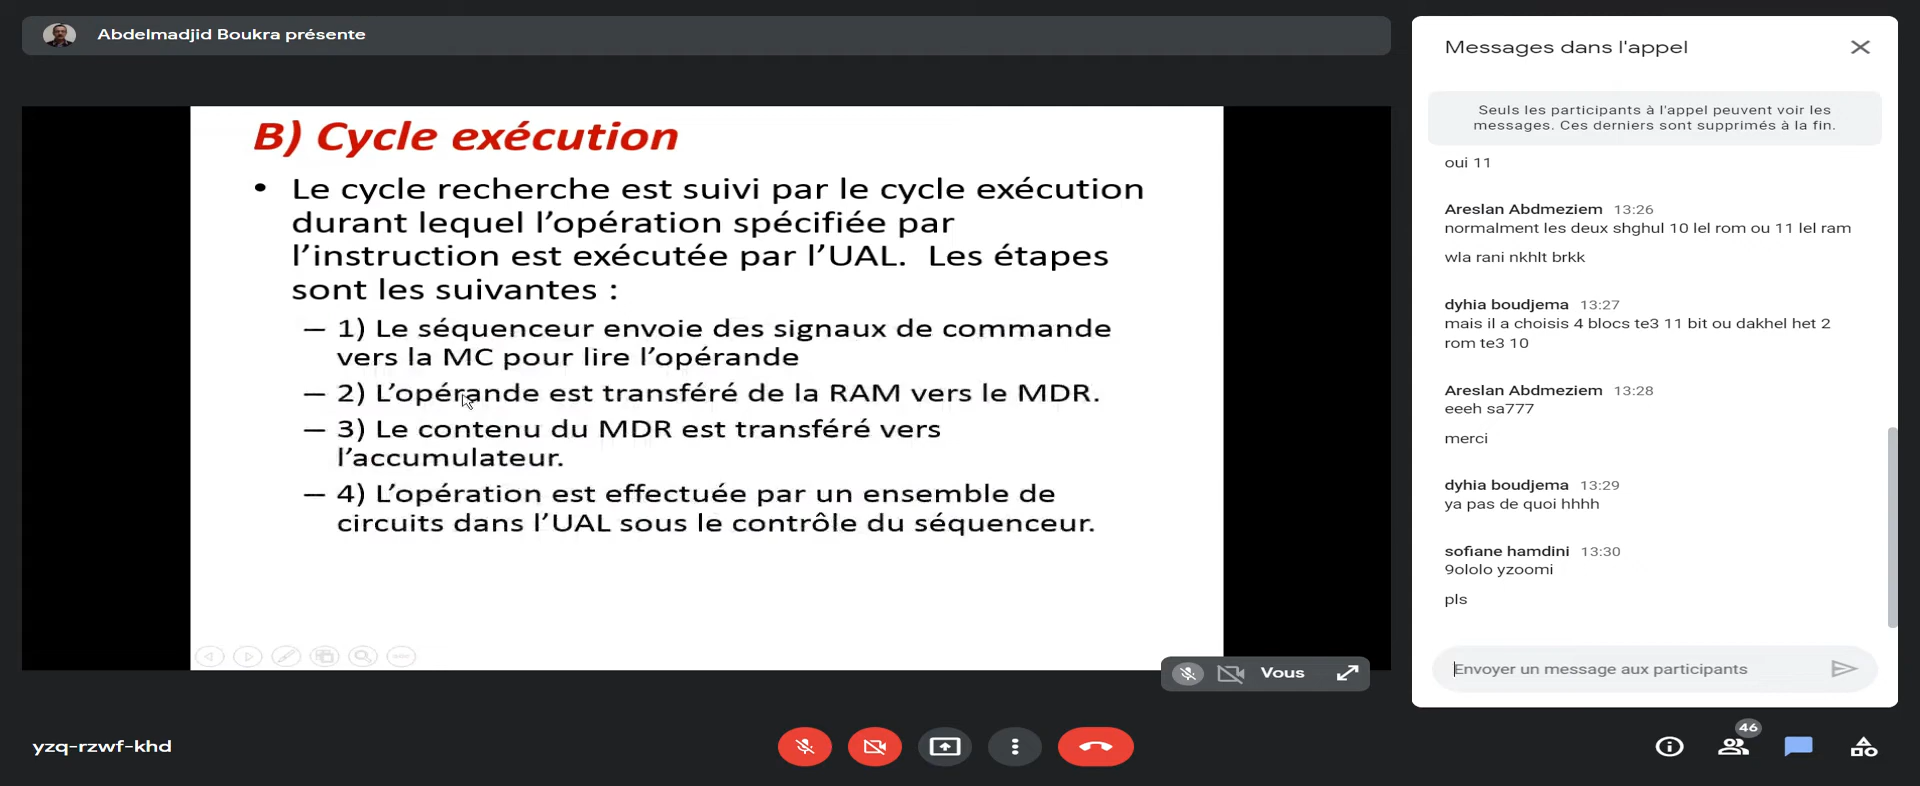 Abdelmadjid Boukra présente
B) Cycle exécution
• Le cycle recherche est suivi par le cycle exécution
durant lequel l’opération spécifiée par
l’instruction est exécutée par l’UAL. Les étapes
sont les suivantes :
– 1) Le séquenceur envoie des signaux de commande
vers la MC pour lire l’opérande
– 2) L’opérande est transféré de la RAM vers le MDR.
– 3) Le contenu du MDR est transféré vers
l’accumulateur.
– 4) L’opération est effectuée par un ensemble de
circuits dans l’UAL sous le contrôle du séquenceur.
Vous
yzq-rzwf-khd
Messages dans l'appel
Seuls les participants à l'appel peuvent voir les
messages. Ces derniers sont supprimés à la fin.
oui 11
Areslan Abdmeziem 13:26
normalment les deux shghul 10 lel rom ou 11 lel ram
wla rani nkhlt brkk
dyhia boudjema 13:27
mais il a choisis 4 blocs te3 11 bit ou dakhel het 2
rom te3 10
Areslan Abdmeziem 13:28
eeeh sa777
merci
dyhia boudjema 13:29
ya pas de quoi hhhh
sofiane hamdini 13:30
9ololo yzoomi
pls
Envoyer un message aux participants
46